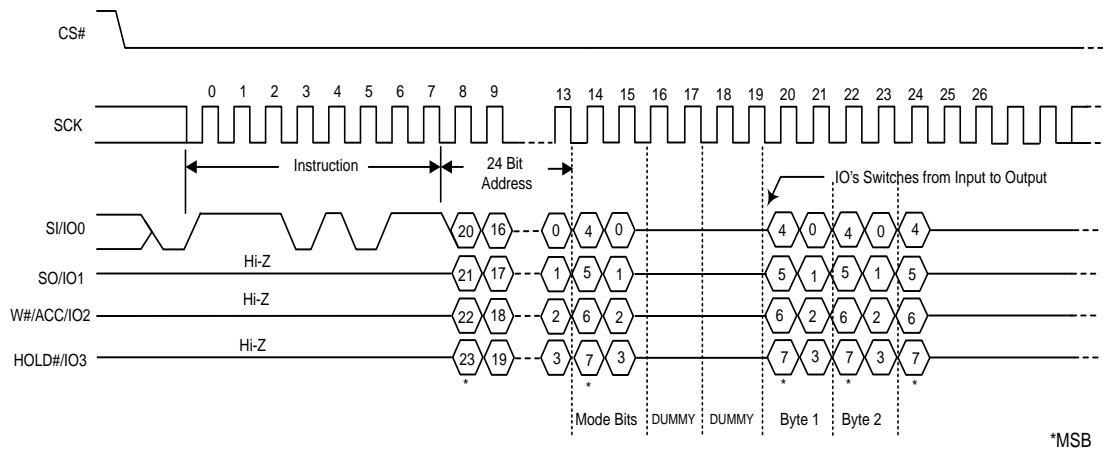 CS#
0 1 2 3 4 5 6 7 8 9 13 14 15 16 17 18 19 20 21 22 23 24 25 26
SCK
Instruction
24 Bit
Address
IO's Switches from Input to Output
SI/IO0
20 16 0 4 0 4 0 4 0 4
Hi-Z
SO/IO1
21 17 1 5 1 5 1 5 1 5
Hi-Z
W#/ACC/IO2
22 18 2 6 2 6 2 6 2 6
Hi-Z
HOLD#/IO3
23 19 3 7 3 7 3 7 3 7
* * * * *
Mode Bits DUMMY DUMMY Byte 1 Byte 2
*MSB